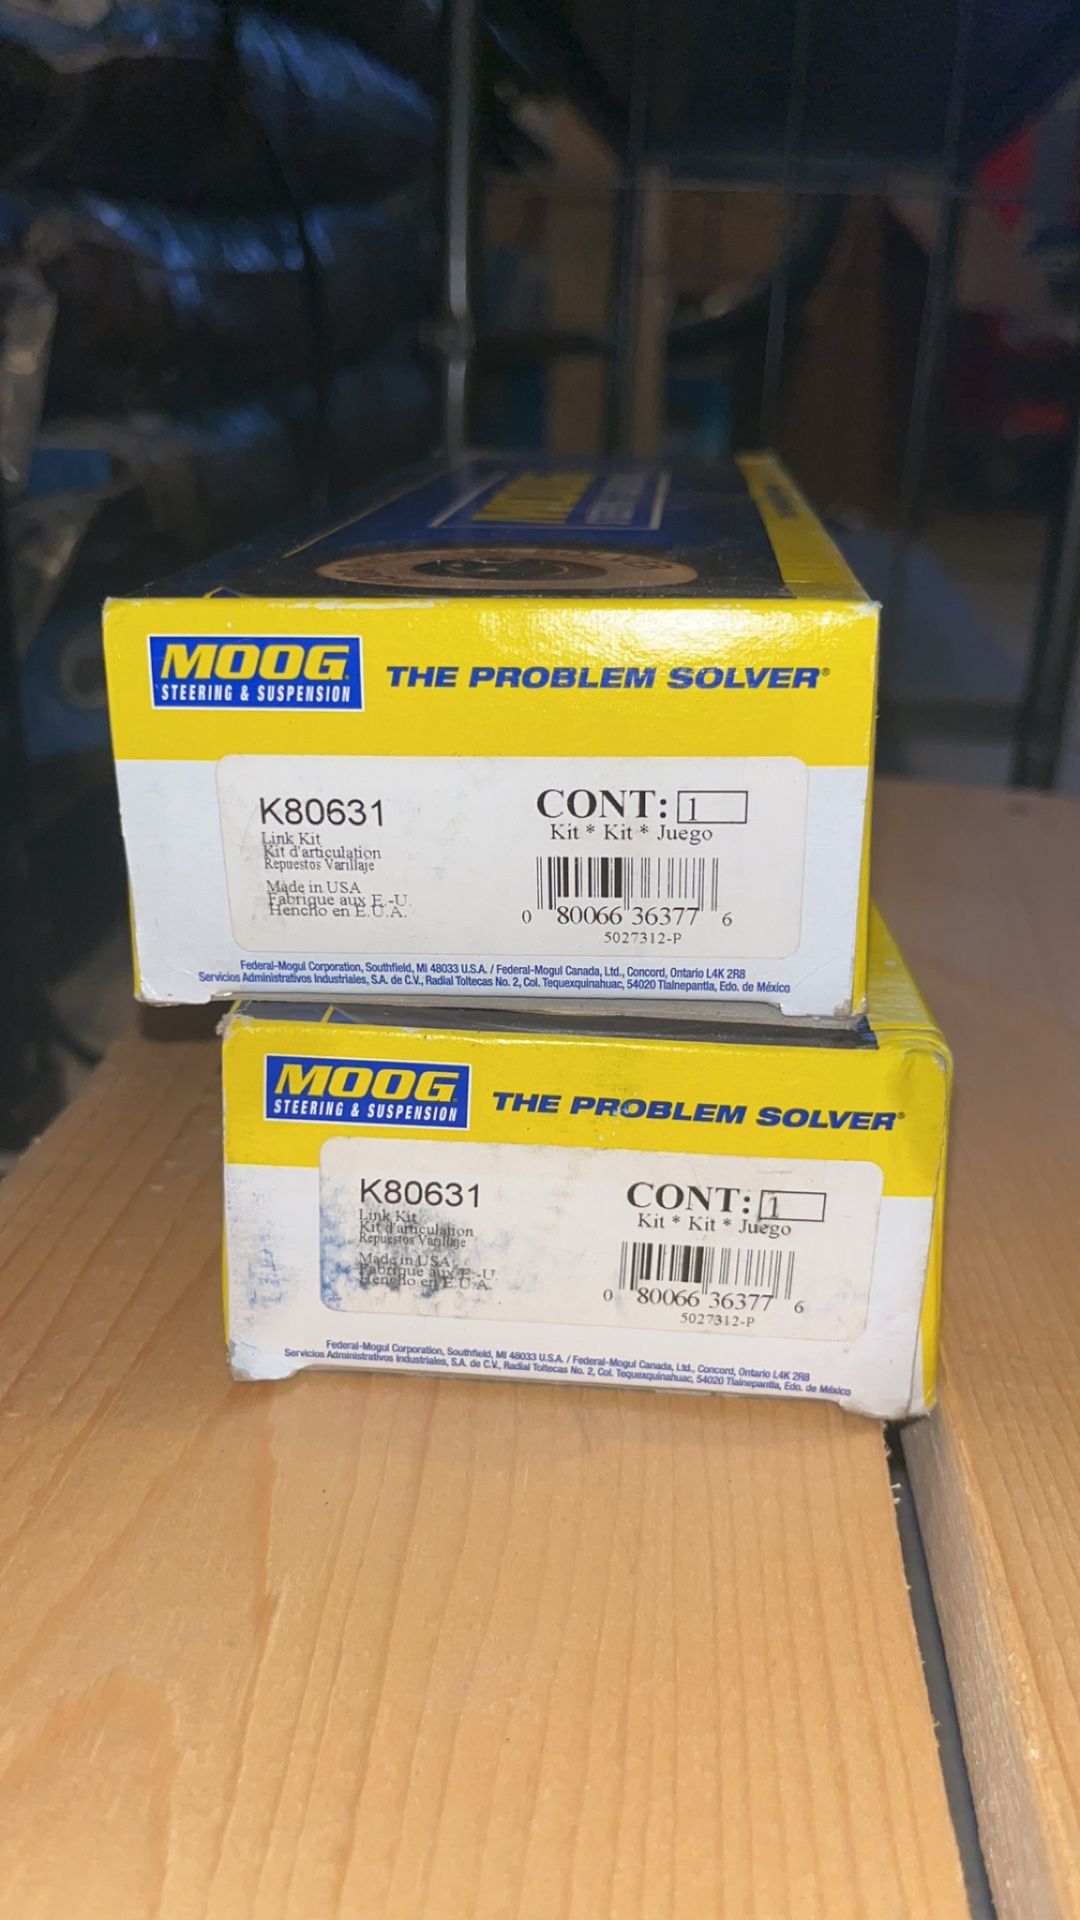 MOOG
STEERING & SUSPENSION
THE PROBLEM SOLVER®
K80631
Link Kit
Kit d'articulation
Repuestos Varillaje
Made in USA
Fabrique aux E.-U.
Hencho en E.U.A.
CONT: 1
Kit * Kit * Juego
0 80066 36377 6
5027312-P
Federal-Mogul Corporation, Southfield, MI 48033 U.S.A. / Federal-Mogul Canada, Ltd., Concord, Ontario L4K 2R8
Servicios Administrativos Industriales, S.A. de C.V., Radial Toltecas No. 2, Col. Tequexquinahuac, 54020 Tlalnepantla, Edo. de México
MOOG
STEERING & SUSPENSION
THE PROBLEM SOLVER®
K80631
Link Kit
Kit d'articulation
Repuestos Varillaje
Made in USA
Fabrique aux E.-U.
Hencho en E.U.A.
CONT: 1
Kit * Kit * Juego
0 80066 36377 6
5027312-P
Federal-Mogul Corporation, Southfield, MI 48033 U.S.A. / Federal-Mogul Canada, Ltd., Concord, Ontario L4K 2R8
Servicios Administrativos Industriales, S.A. de C.V., Radial Toltecas No. 2, Col. Tequexquinahuac, 54020 Tlalnepantla, Edo. de México